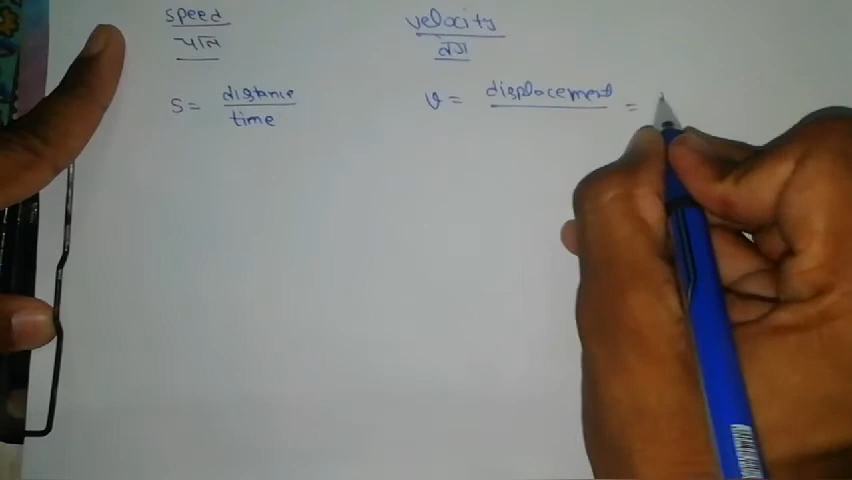 speed
चाल
s = distance / time
velocity
वेग
v = displacement =